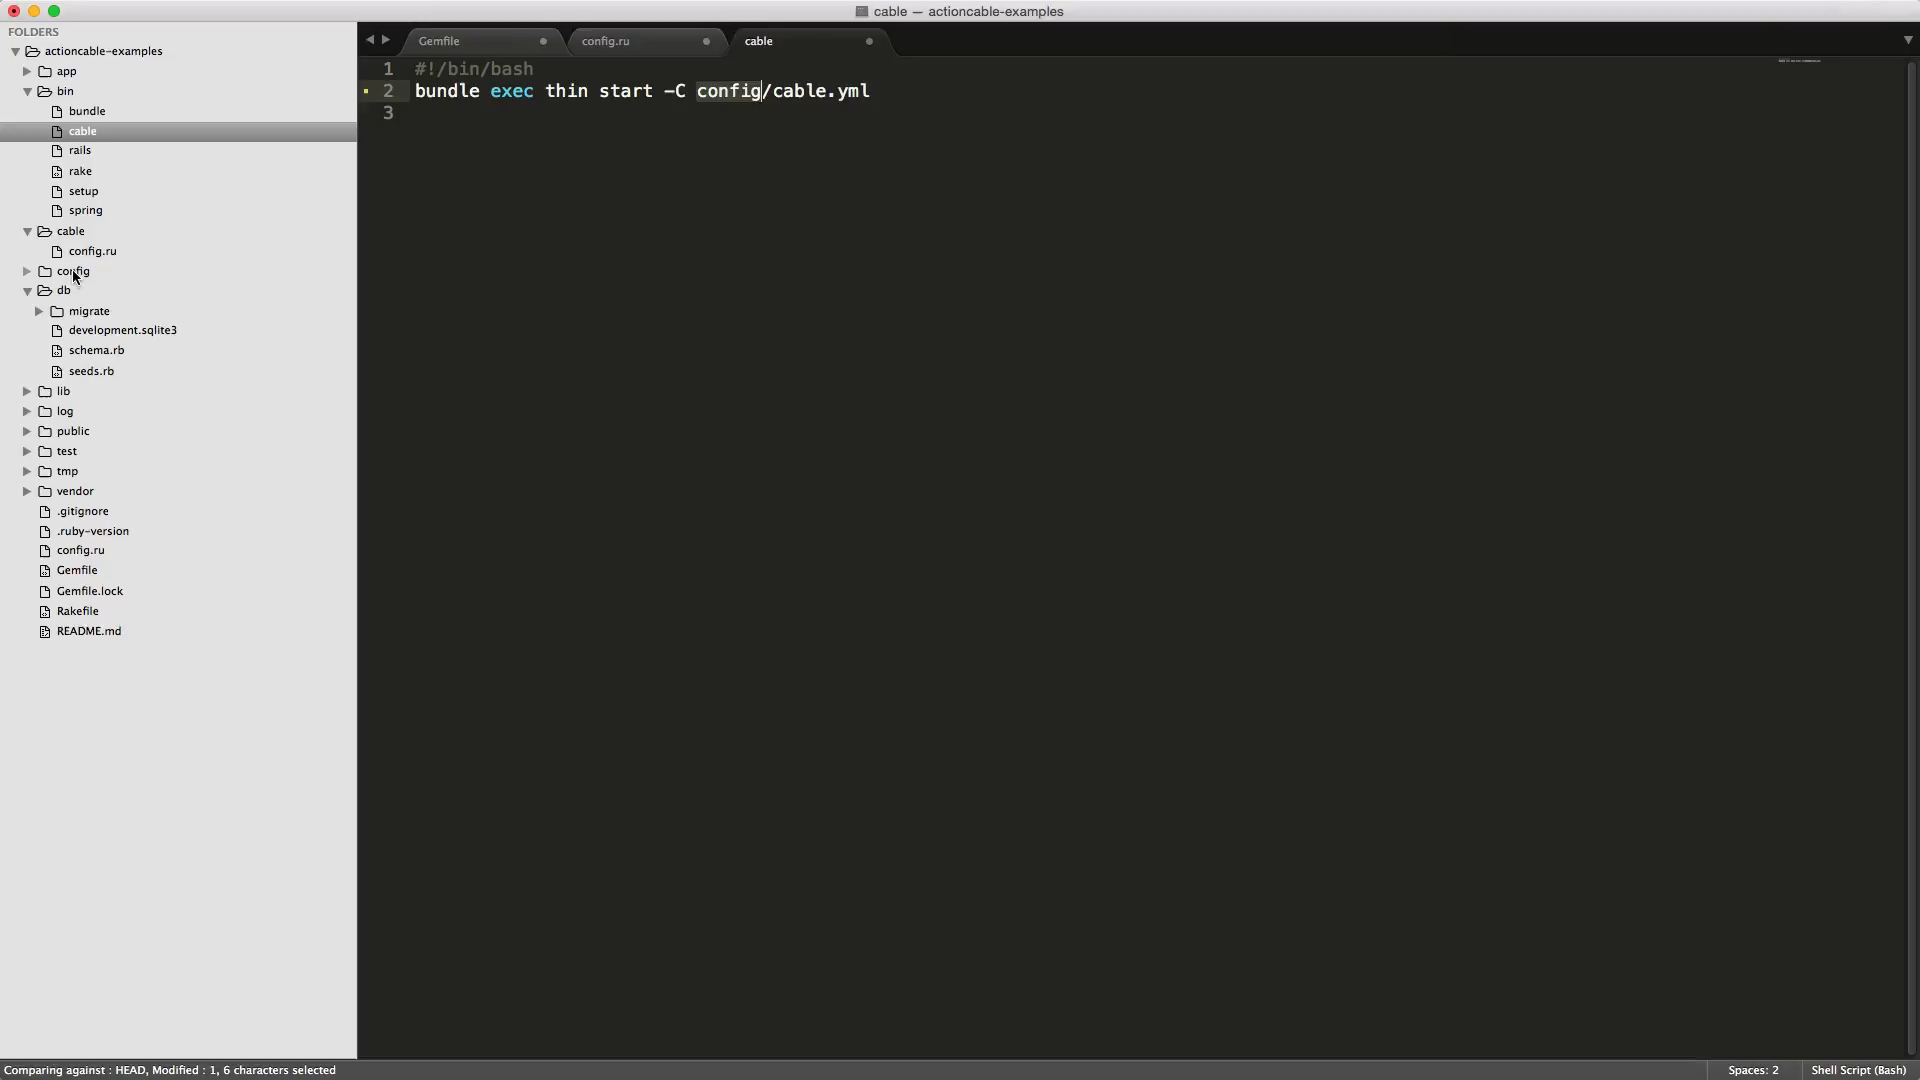 cable — actioncable-examples
FOLDERS
actioncable-examples
app
bin
bundle
cable
rails
rake
setup
spring
cable
config.ru
config
db
migrate
development.sqlite3
schema.rb
seeds.rb
lib
log
public
test
tmp
vendor
.gitignore
.ruby-version
config.ru
Gemfile
Gemfile.lock
Rakefile
README.md
Gemfile
config.ru
cable
1 #!/bin/bash
2 bundle exec thin start -C config/cable.yml
3
Comparing against : HEAD, Modified : 1, 6 characters selected
Spaces: 2
Shell Script (Bash)